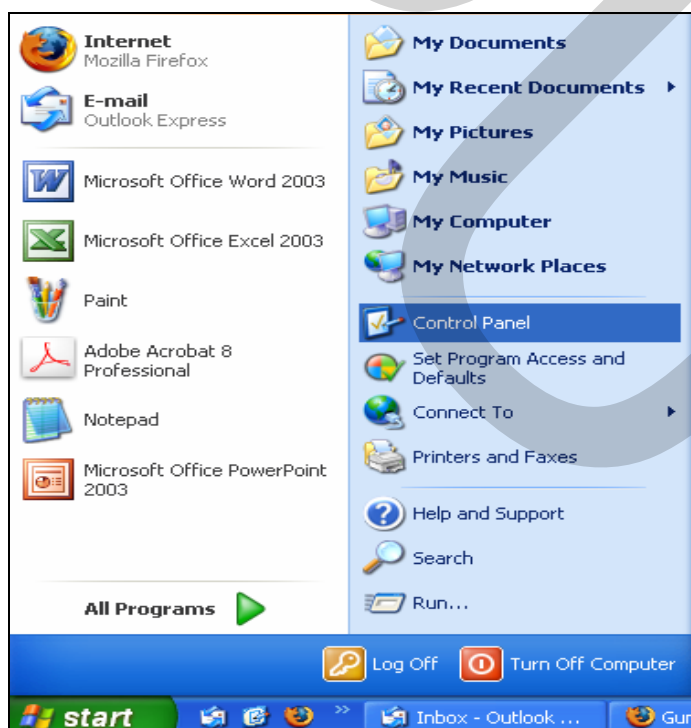 Internet
Mozilla Firefox
E-mail
Outlook Express
Microsoft Office Word 2003
Microsoft Office Excel 2003
Paint
Adobe Acrobat 8
Professional
Notepad
Microsoft Office PowerPoint
2003
All Programs
My Documents
My Recent Documents
My Pictures
My Music
My Computer
My Network Places
Control Panel
Set Program Access and
Defaults
Connect To
Printers and Faxes
Help and Support
Search
Run...
Log Off
Turn Off Computer
start
Inbox - Outlook ...